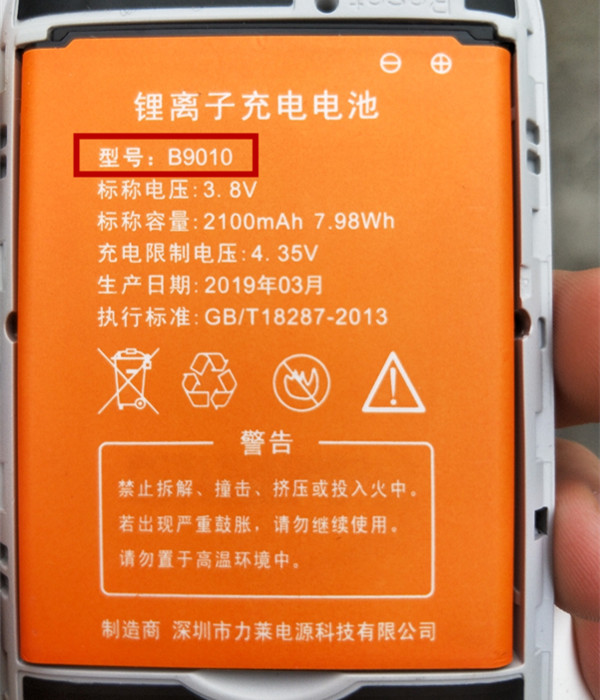 ⊖ ⊕
锂离子充电电池
型号：B9010
标称电压:3.8V
标称容量:2100mAh 7.98Wh
充电限制电压:4.35V
生产日期:2019年03月
执行标准:GB/T18287-2013
警告
禁止拆解、撞击、挤压或投入火中。
若出现严重鼓胀，请勿继续使用。
请勿置于高温环境中。
制造商 深圳市力莱电源科技有限公司